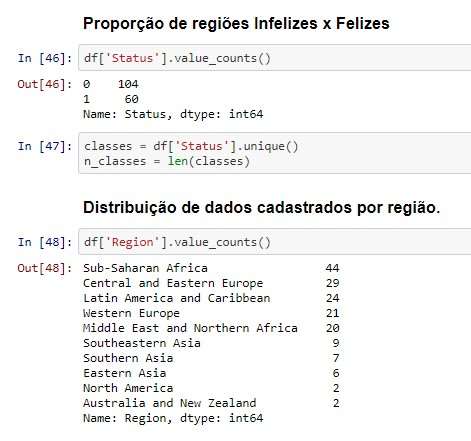 Proporção de regiões Infelizes x Felizes
In [46]: df['Status'].value_counts()
Out[46]: 0    104
1     60
Name: Status, dtype: int64
In [47]: classes = df['Status'].unique()
n_classes = len(classes)
Distribuição de dados cadastrados por região.
In [48]: df['Region'].value_counts()
Out[48]: Sub-Saharan Africa                 44
Central and Eastern Europe         29
Latin America and Caribbean        24
Western Europe                     21
Middle East and Northern Africa    20
Southeastern Asia                   9
Southern Asia                       7
Eastern Asia                        6
North America                       2
Australia and New Zealand           2
Name: Region, dtype: int64